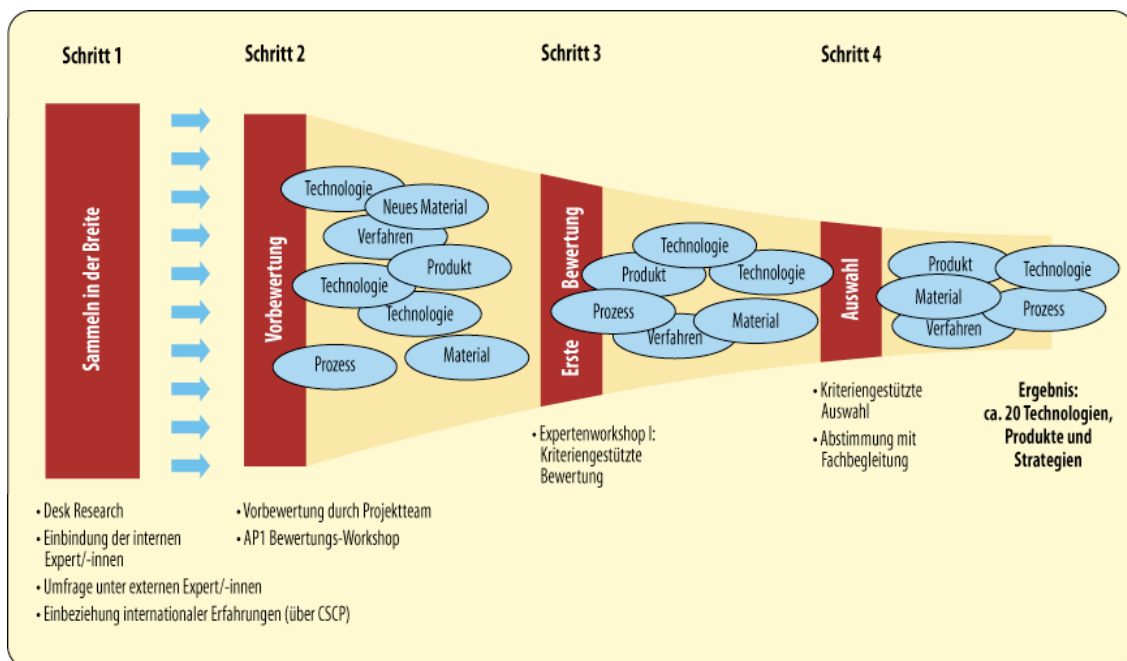 Schritt 1
Schritt 2
Schritt 3
Schritt 4
Sammeln in der Breite
Vorbewertung
Technologie
Neues Material
Verfahren
Produkt
Technologie
Technologie
Material
Prozess
Erste Bewertung
Technologie
Produkt
Technologie
Prozess
Material
Verfahren
Auswahl
Produkt
Technologie
Material
Prozess
Verfahren
• Desk Research
• Einbindung der internen
Expert/-innen
• Umfrage unter externen Expert/-innen
• Einbeziehung internationaler Erfahrungen (über CSCP)
• Vorbewertung durch Projektteam
• AP1 Bewertungs-Workshop
• Expertenworkshop I:
Kriteriengestützte
Bewertung
• Kriteriengestützte
Auswahl
• Abstimmung mit
Fachbegleitung
Ergebnis:
ca. 20 Technologien,
Produkte und
Strategien